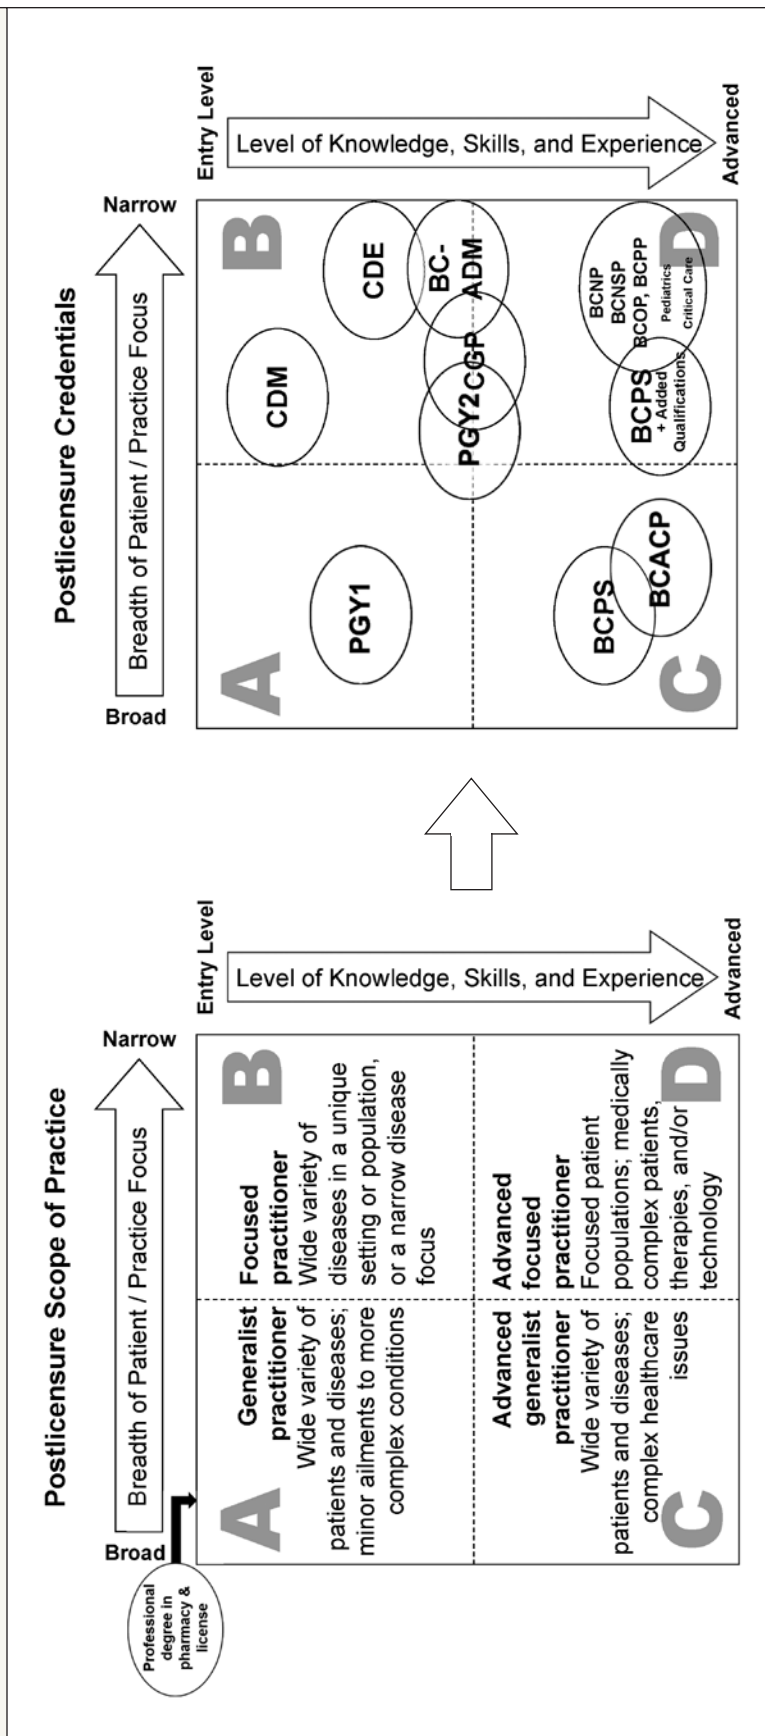 Postlicensure Scope of Practice
Broad
Breadth of Patient / Practice Focus
Narrow
Professional
degree in
pharmacy &
license
Entry Level
Level of Knowledge, Skills, and Experience
Advanced
A
Generalist
practitioner
Wide variety of
patients and diseases;
minor ailments to more
complex conditions
B
Focused
practitioner
Wide variety of
diseases in a unique
setting or population,
or a narrow disease
focus
C
Advanced
generalist
practitioner
Wide variety of
patients and diseases;
complex healthcare
issues
D
Advanced
focused
practitioner
Focused patient
populations; medically
complex patients,
therapies, and/or
technology
Postlicensure Credentials
Broad
Breadth of Patient / Practice Focus
Narrow
Entry Level
Level of Knowledge, Skills, and Experience
Advanced
A
PGY1
B
CDM
CDE
BC-
ADM
CGP
PGY2
C
BCPS
BCACP
D
BCPS
+ Added
Qualifications
BCNP
BCNSP
BCOP, BCPP
Pediatrics
Critical Care